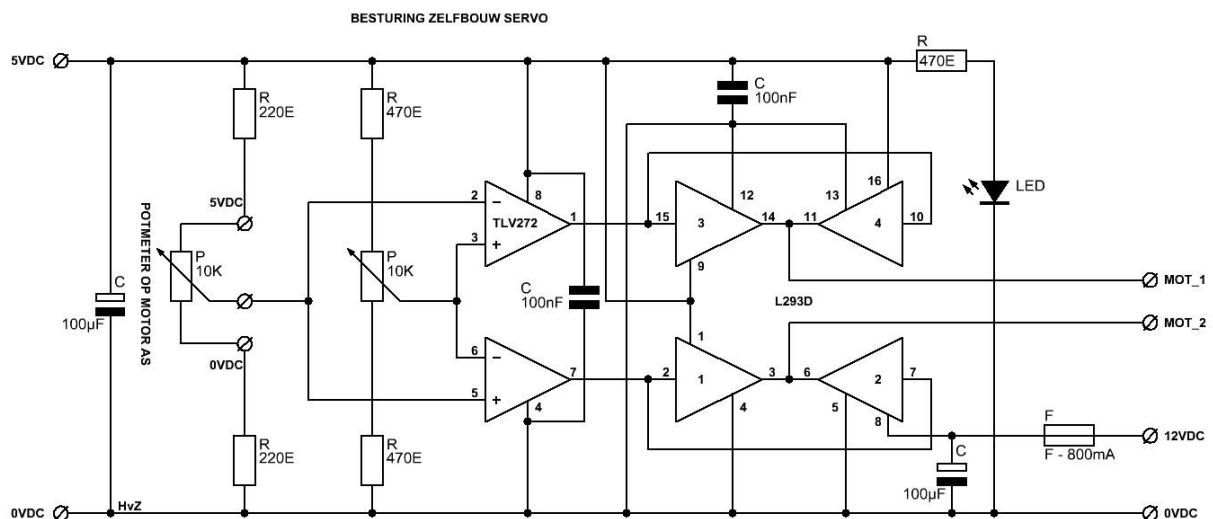 BESTURING ZELFBOUW SERVO
5VDC
R
470E
R
220E
R
470E
C
100nF
LED
POTMETER OP MOTOR AS
5VDC
P
10K
0VDC
P
10K
2
3
8
1
TLV272
15
3
12
14
9
13
16
11
4
10
C
100µF
C
100nF
L293D
MOT_1
MOT_2
6
5
7
4
1
2
1
3
4
6
5
2
7
8
F
F - 800mA
12VDC
R
220E
R
470E
C
100µF
0VDC
HvZ
0VDC